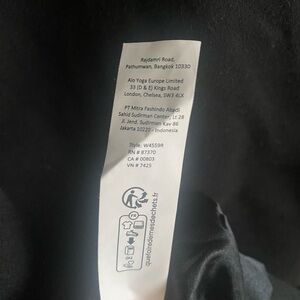 Rajdamri Road,
Pathumwan, Bangkok 10330
Alo Yoga Europe Limited
33 (D & E) Kings Road
London, Chelsea, SW3 4LX
PT Mitra Fashindo Abadi
Sahid Sudirman Center, Lt 28
Jl. Jend. Sudirman Kav 86
Jakarta 10220 - Indonesia
Style: W4559R
RN # 87370
CA # 00803
VN # 7425
FR
quefairedemesdechets.fr